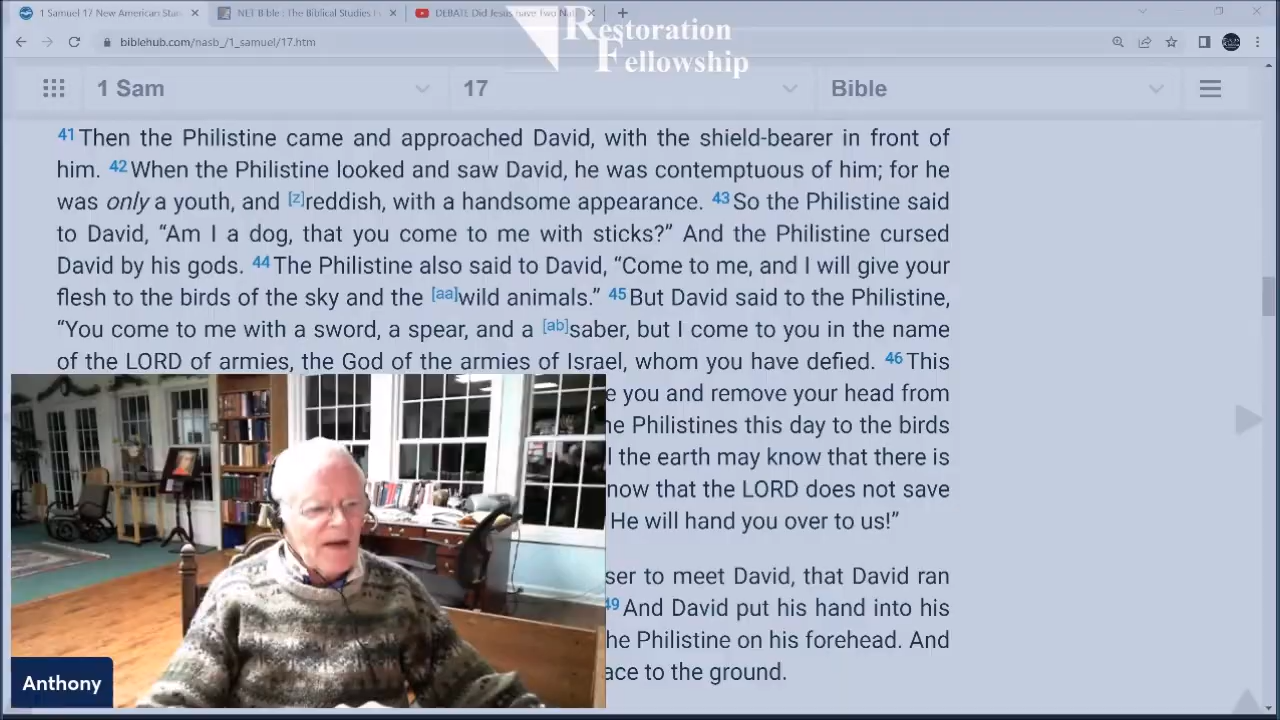 1 Samuel 17 New American Stan
NET Bible | The Biblical Studies
DEBATE Did Jesus have Two Na
Restoration
Fellowship
biblehub.com/nasb_/1_samuel/17.htm
1 Sam 17 Bible
41 Then the Philistine came and approached David, with the shield-bearer in front of
him. 42 When the Philistine looked and saw David, he was contemptuous of him; for he
was only a youth, and [z]reddish, with a handsome appearance. 43 So the Philistine said
to David, “Am I a dog, that you come to me with sticks?” And the Philistine cursed
David by his gods. 44 The Philistine also said to David, “Come to me, and I will give your
flesh to the birds of the sky and the [aa]wild animals.” 45 But David said to the Philistine,
“You come to me with a sword, a spear, and a [ab]saber, but I come to you in the name
of the LORD of armies, the God of the armies of Israel, whom you have defied. 46 This
e you and remove your head from
he Philistines this day to the birds
l the earth may know that there is
now that the LORD does not save
He will hand you over to us!”
ser to meet David, that David ran
49 And David put his hand into his
he Philistine on his forehead. And
ace to the ground.
Anthony